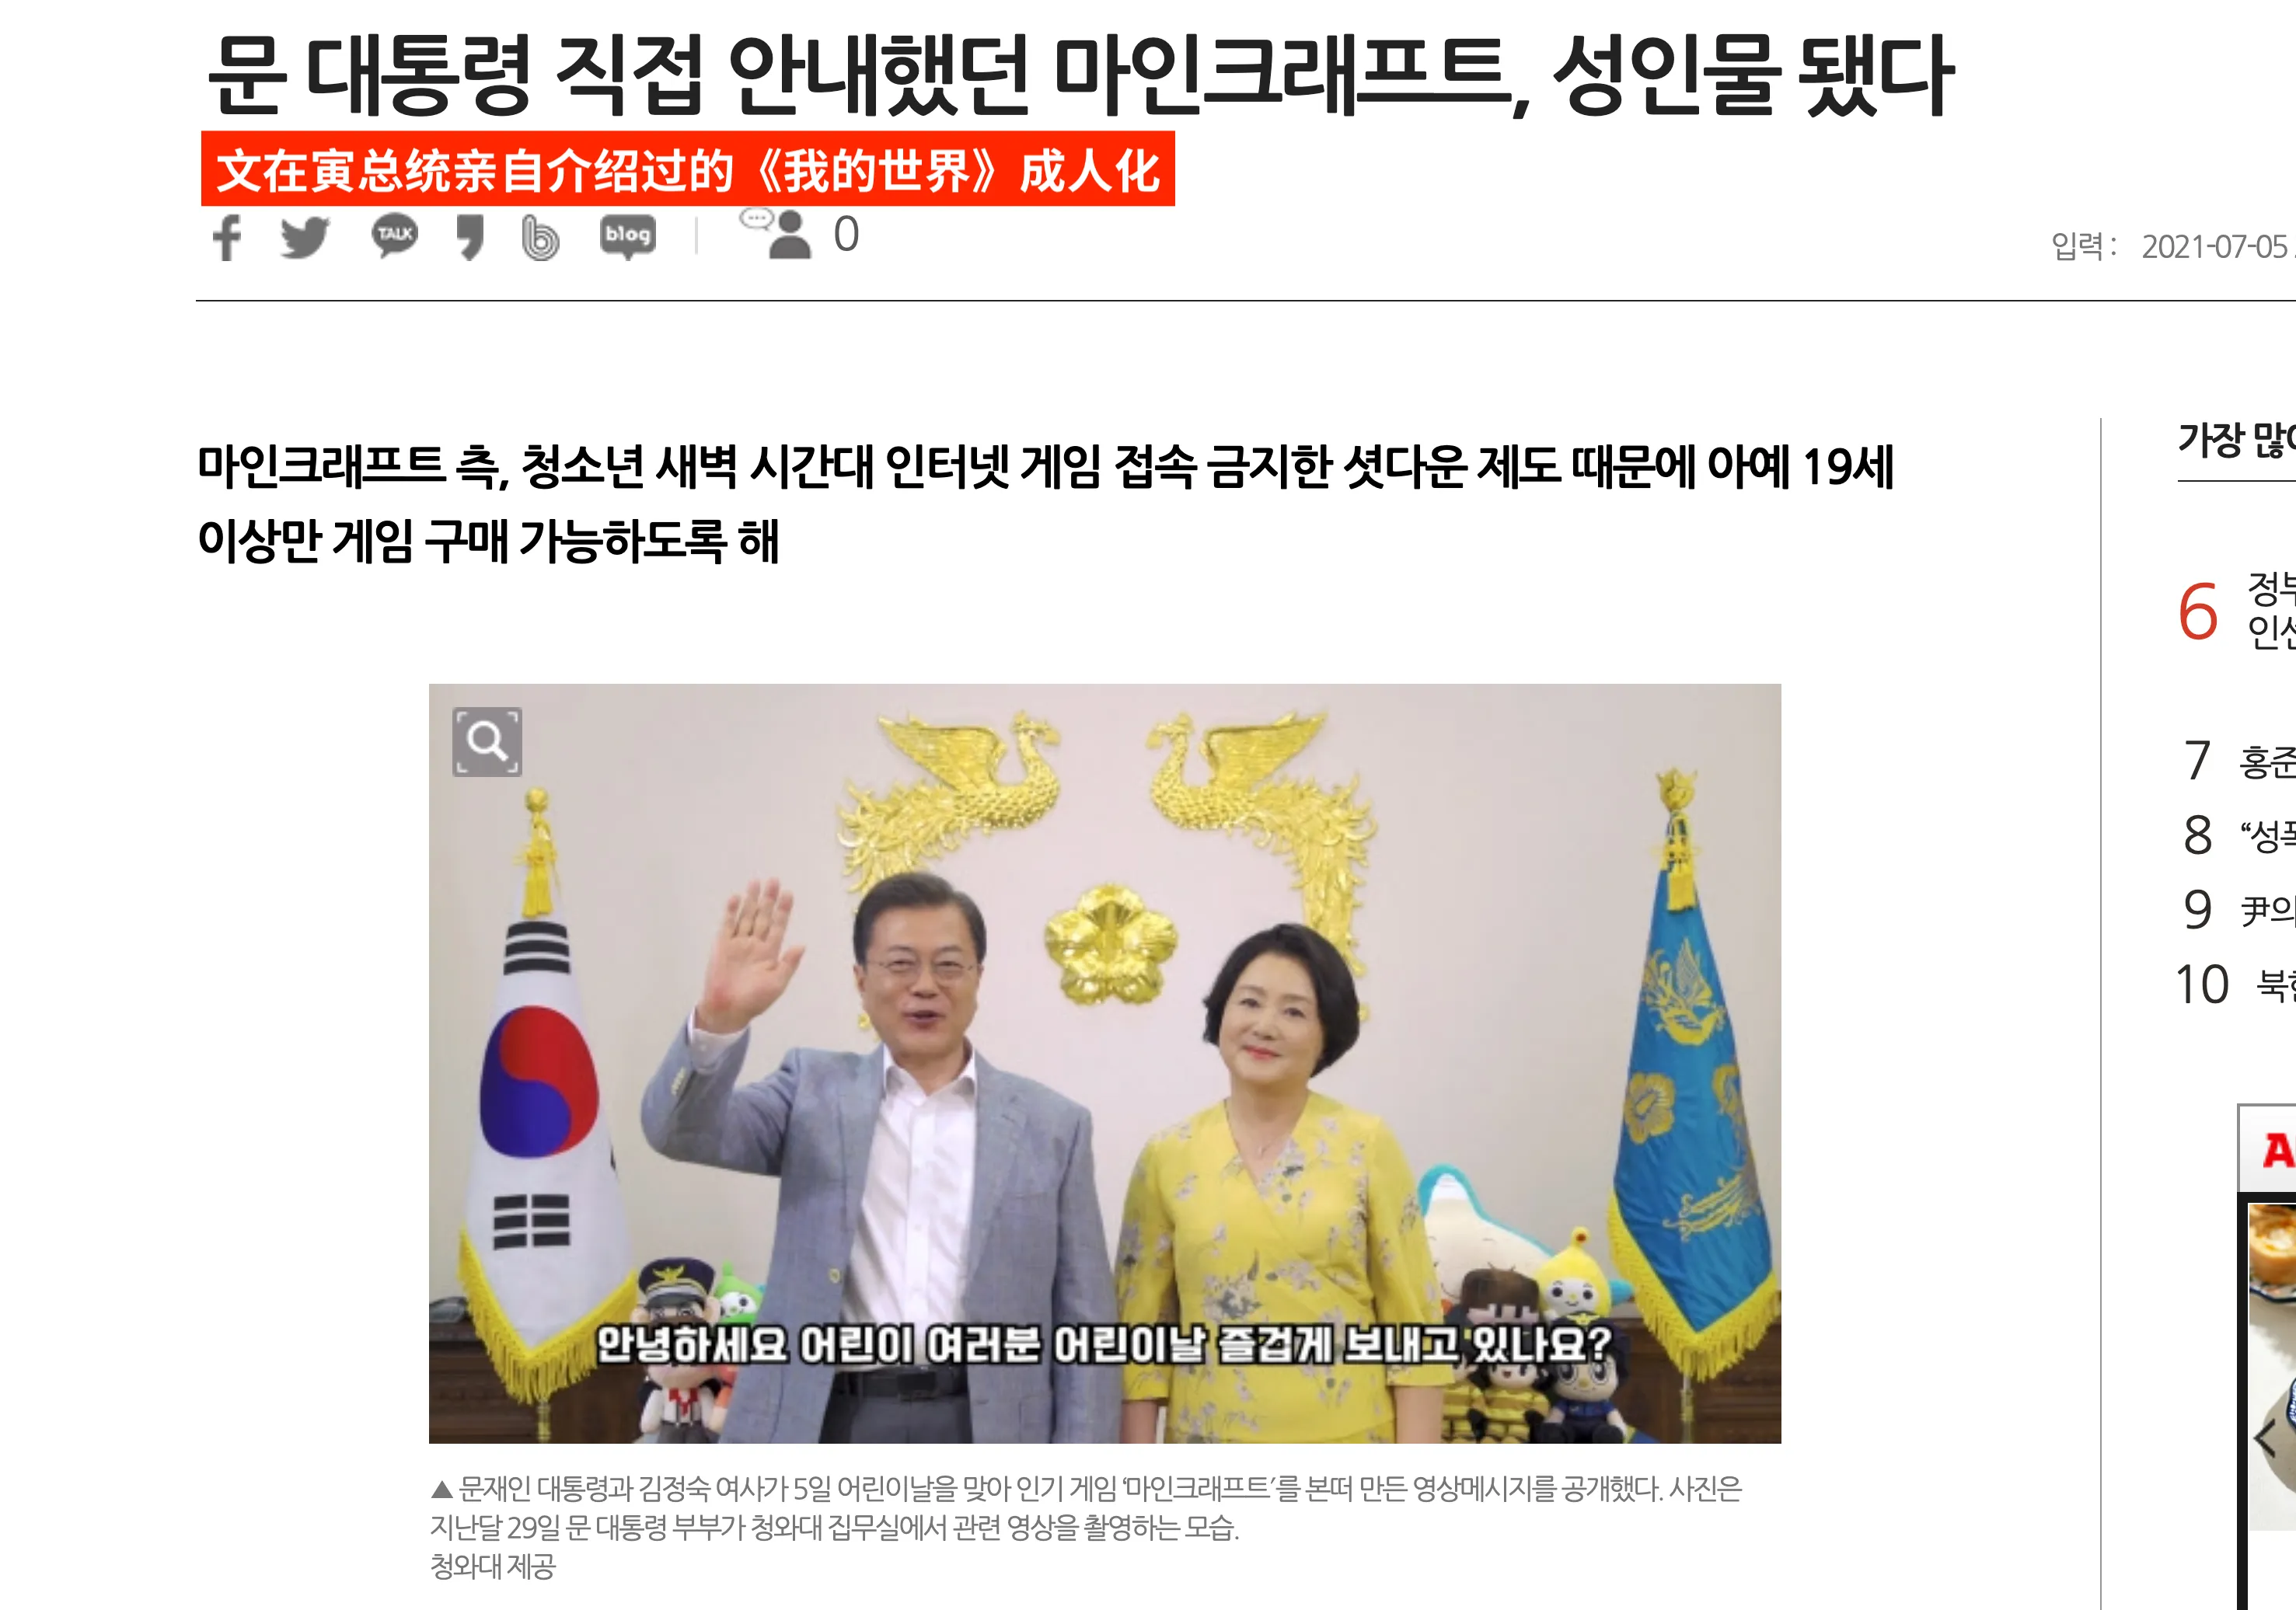 문 대통령 직접 안내했던 마인크래프트, 성인물 됐다
文在寅总统亲自介绍过的《我的世界》成人化
TALK
blog
0
입력 : 2021-07-05
마인크래프트 측, 청소년 새벽 시간대 인터넷 게임 접속 금지한 셧다운 제도 때문에 아예 19세
이상만 게임 구매 가능하도록 해
안녕하세요 어린이 여러분 어린이날 즐겁게 보내고 있나요?
▲ 문재인 대통령과 김정숙 여사가 5일 어린이날을 맞아 인기 게임 ‘마인크래프트’를 본떠 만든 영상메시지를 공개했다. 사진은
지난달 29일 문 대통령 부부가 청와대 집무실에서 관련 영상을 촬영하는 모습.
청와대 제공
가장
6
7
8
9 尹의
10
A